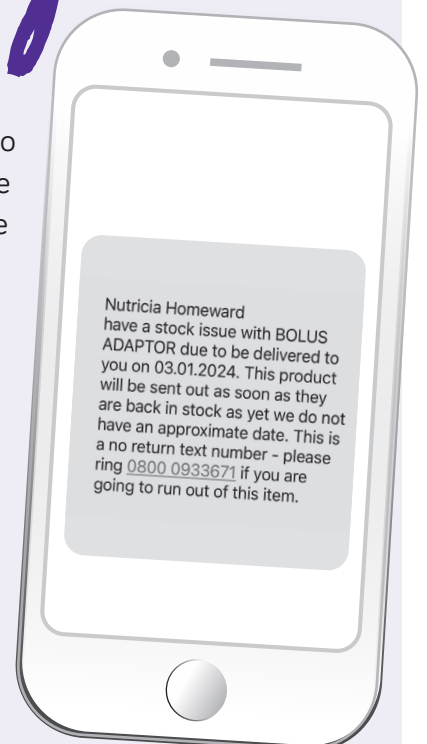 o
e
e
Nutricia Homeward
have a stock issue with BOLUS
ADAPTOR due to be delivered to
you on 03.01.2024. This product
will be sent out as soon as they
are back in stock as yet we do not
have an approximate date. This is
a no return text number - please
ring 0800 0933671 if you are
going to run out of this item.